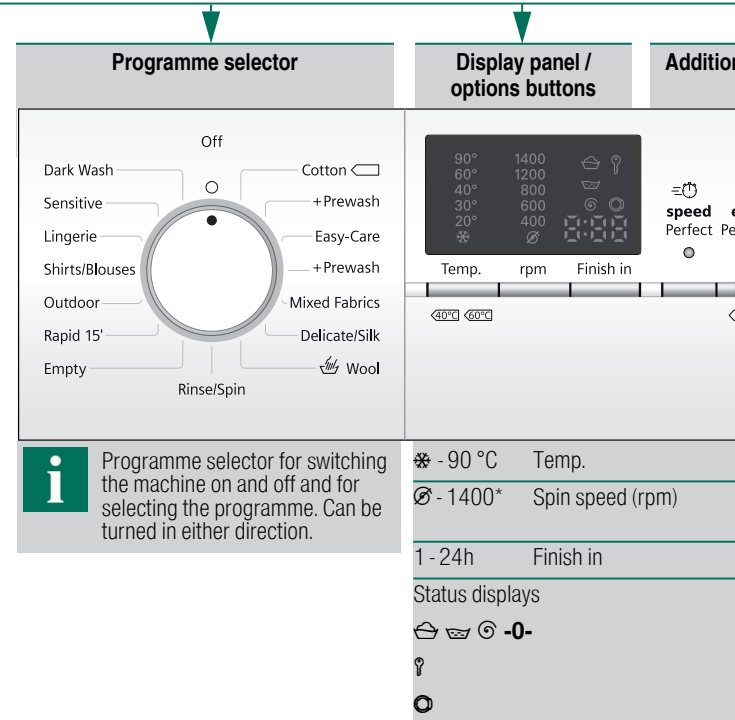 Programme selector
Display panel /
options buttons
Addition
Off
Dark Wash
Sensitive
Lingerie
Shirts/Blouses
Outdoor
Rapid 15'
Empty
Rinse/Spin
Cotton
+Prewash
Easy-Care
+Prewash
Mixed Fabrics
Delicate/Silk
Wool
90° 1400
60° 1200
40° 800
30° 600
20° 400
8:88
Temp. rpm Finish in
40°C 60°C
speed
Perfect
e
Pe
i
Programme selector for switching
the machine on and off and for
selecting the programme. Can be
turned in either direction.
- 90 °C Temp.
- 1400* Spin speed (rpm)
1 - 24h Finish in
Status displays
-0-